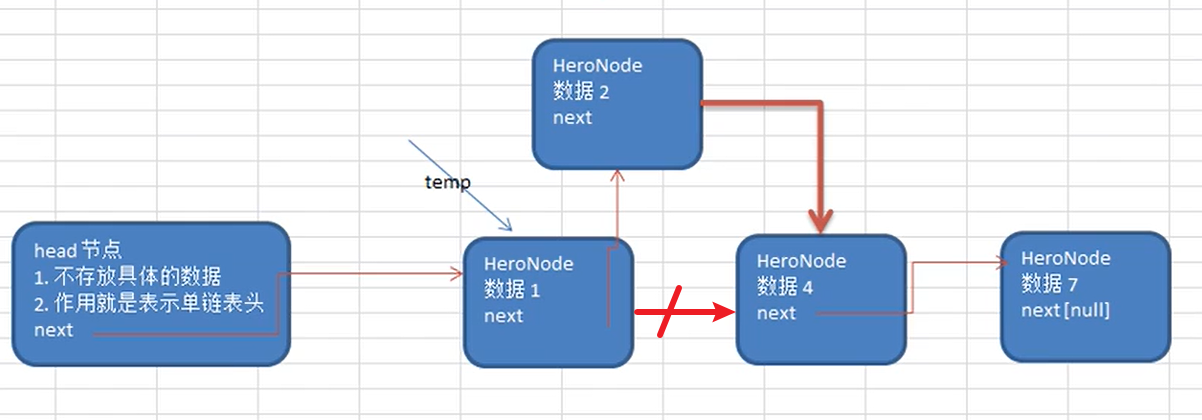 HeroNode
数据 2
next
temp
head 节点
1. 不存放具体的数据
2. 作用就是表示单链表头
next
HeroNode
数据 1
next
HeroNode
数据 4
next
HeroNode
数据 7
next [null]